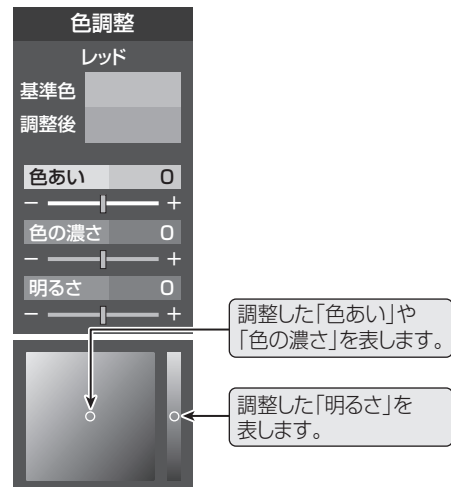 色調整
レッド
基準色
調整後
色あい 0
− +
色の濃さ 0
− +
明るさ 0
− +
調整した「色あい」や
「色の濃さ」を表します。
調整した「明るさ」を
表します。